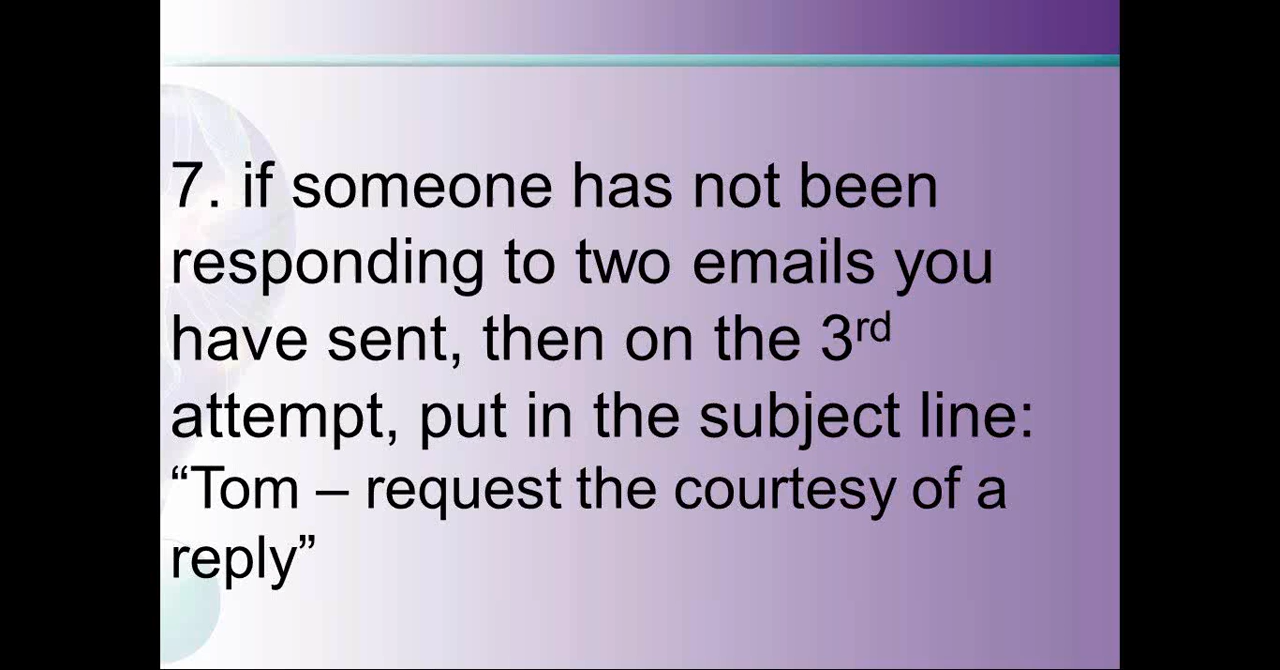 7. if someone has not been
responding to two emails you
have sent, then on the 3rd
attempt, put in the subject line:
“Tom – request the courtesy of a
reply”